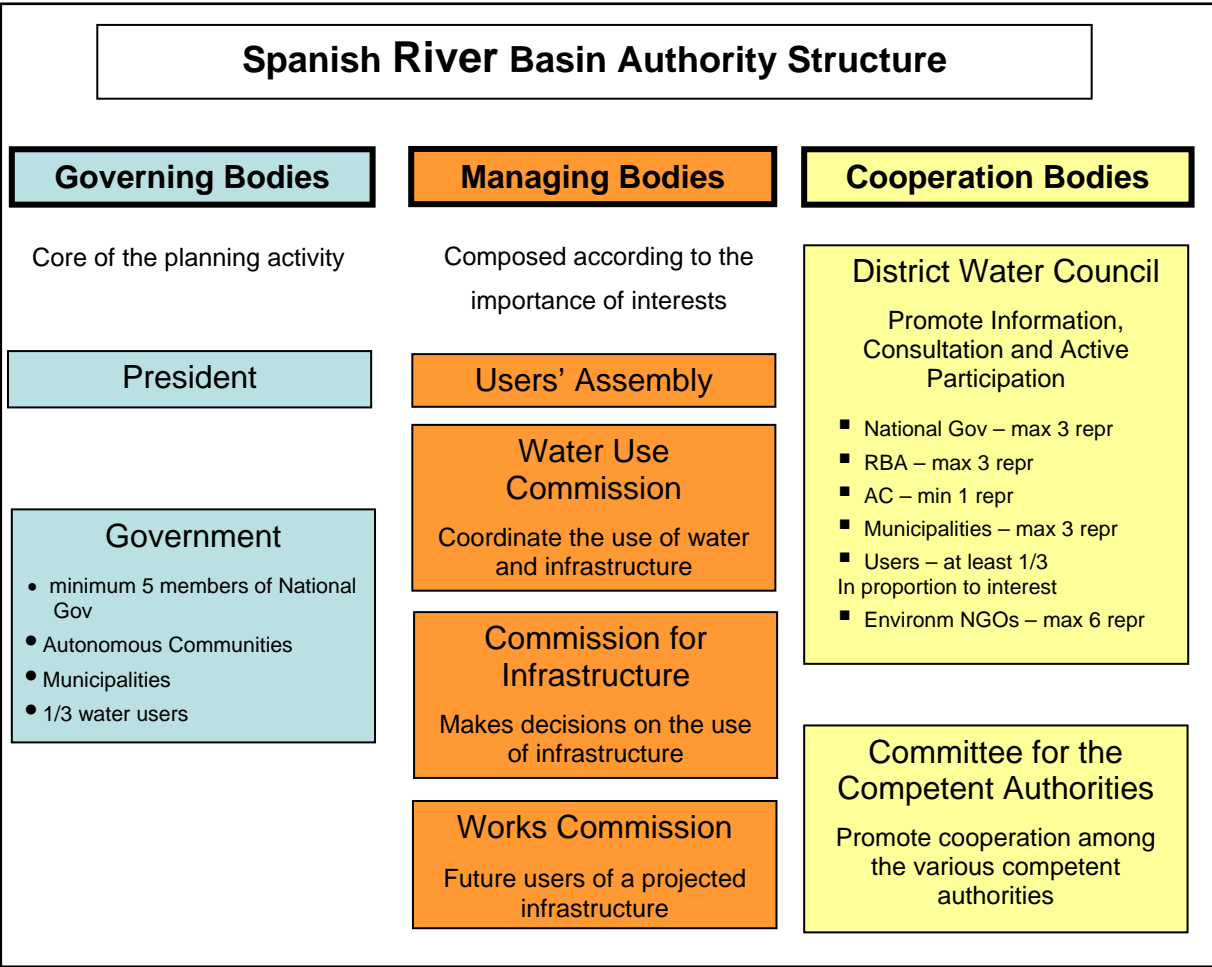 Spanish River Basin Authority Structure
Governing Bodies
Core of the planning activity
President
Government
• minimum 5 members of National
Gov
• Autonomous Communities
• Municipalities
• 1/3 water users
Managing Bodies
Composed according to the
importance of interests
Users’ Assembly
Water Use
Commission
Coordinate the use of water
and infrastructure
Commission for
Infrastructure
Makes decisions on the use
of infrastructure
Works Commission
Future users of a projected
infrastructure
Cooperation Bodies
District Water Council
Promote Information,
Consultation and Active
Participation
▪ National Gov – max 3 repr
▪ RBA – max 3 repr
▪ AC – min 1 repr
▪ Municipalities – max 3 repr
▪ Users – at least 1/3
In proportion to interest
▪ Environm NGOs – max 6 repr
Committee for the
Competent Authorities
Promote cooperation among
the various competent
authorities